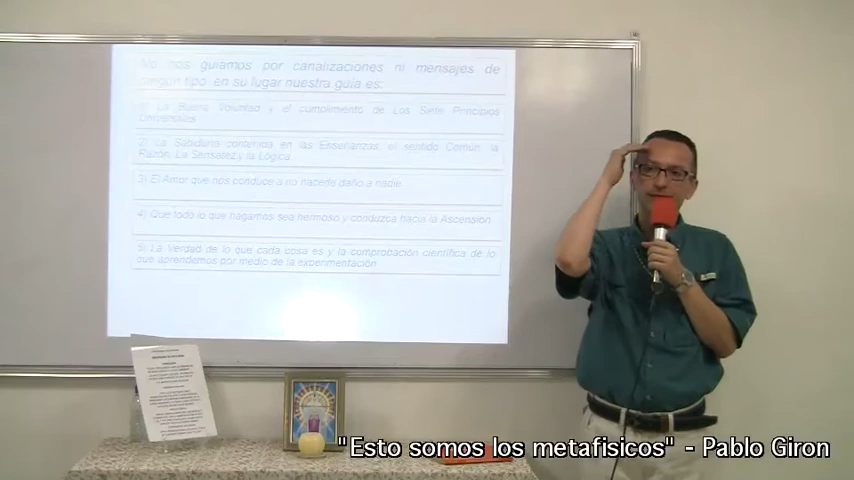 No nos guiamos por canalizaciones ni mensajes de
ningún tipo en su lugar nuestra guía es:
1) La Buena Voluntad y el cumplimiento de Los Siete Principios
Universales
2) La Sabiduría contenida en las Enseñanzas, el sentido Común, la
Razón, La Sensatez y la Lógica.
3) El Amor que nos conduce a no hacerle daño a nadie
4) Que todo lo que hagamos sea hermoso y conduzca hacia la Ascensión
5) La Verdad de lo que cada cosa es y la comprobación científica de lo
que aprendemos por medio de la experimentación
"Esto somos los metafisicos" - Pablo Giron